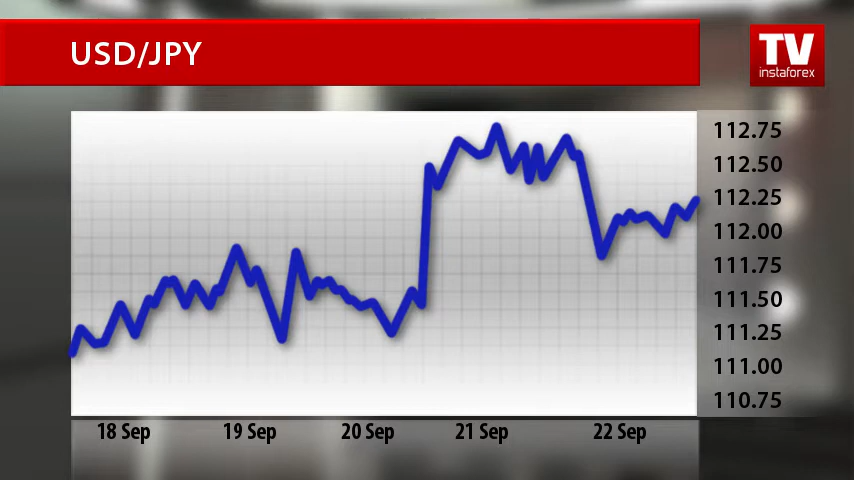 USD/JPY
TV
instaforex
112.75
112.50
112.25
112.00
111.75
111.50
111.25
111.00
110.75
18 Sep 19 Sep 20 Sep 21 Sep 22 Sep